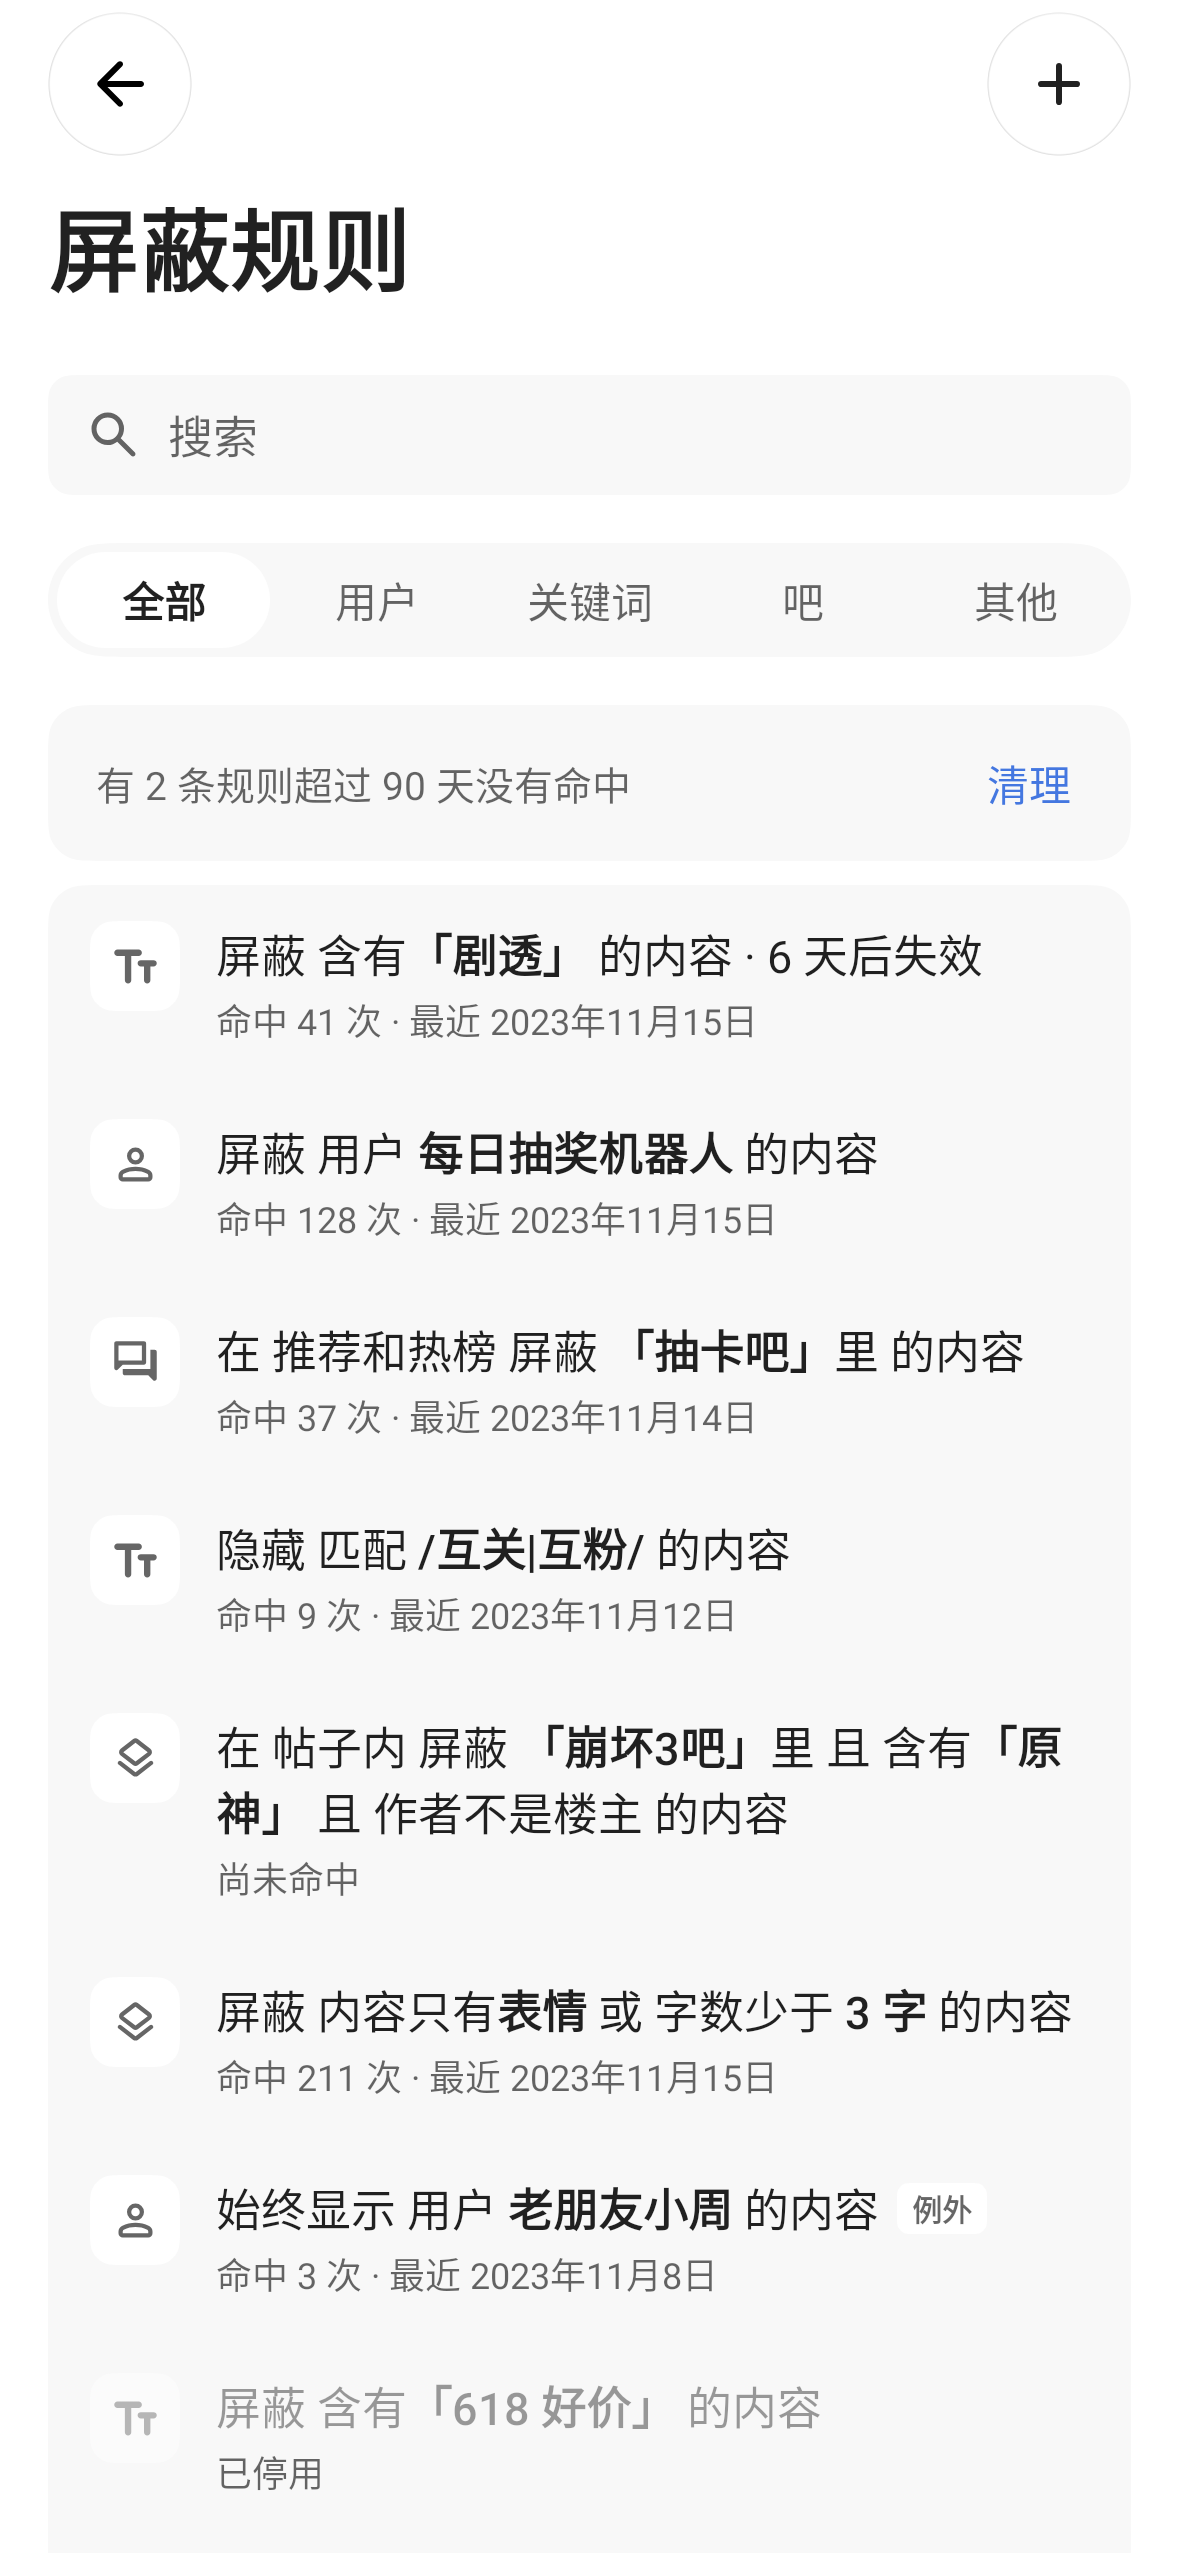 屏蔽规则
搜索
全部 用户 关键词 吧 其他
有 2 条规则超过 90 天没有命中 清理
屏蔽 含有「剧透」 的内容 · 6 天后失效
命中 41 次 · 最近 2023年11月15日
屏蔽 用户 每日抽奖机器人 的内容
命中 128 次 · 最近 2023年11月15日
在 推荐和热榜 屏蔽 「抽卡吧」里 的内容
命中 37 次 · 最近 2023年11月14日
隐藏 匹配 /互关|互粉/ 的内容
命中 9 次 · 最近 2023年11月12日
在 帖子内 屏蔽 「崩坏3吧」里 且 含有「原
神」 且 作者不是楼主 的内容
尚未命中
屏蔽 内容只有表情 或 字数少于 3 字 的内容
命中 211 次 · 最近 2023年11月15日
始终显示 用户 老朋友小周 的内容 例外
命中 3 次 · 最近 2023年11月8日
屏蔽 含有「618 好价」 的内容
已停用